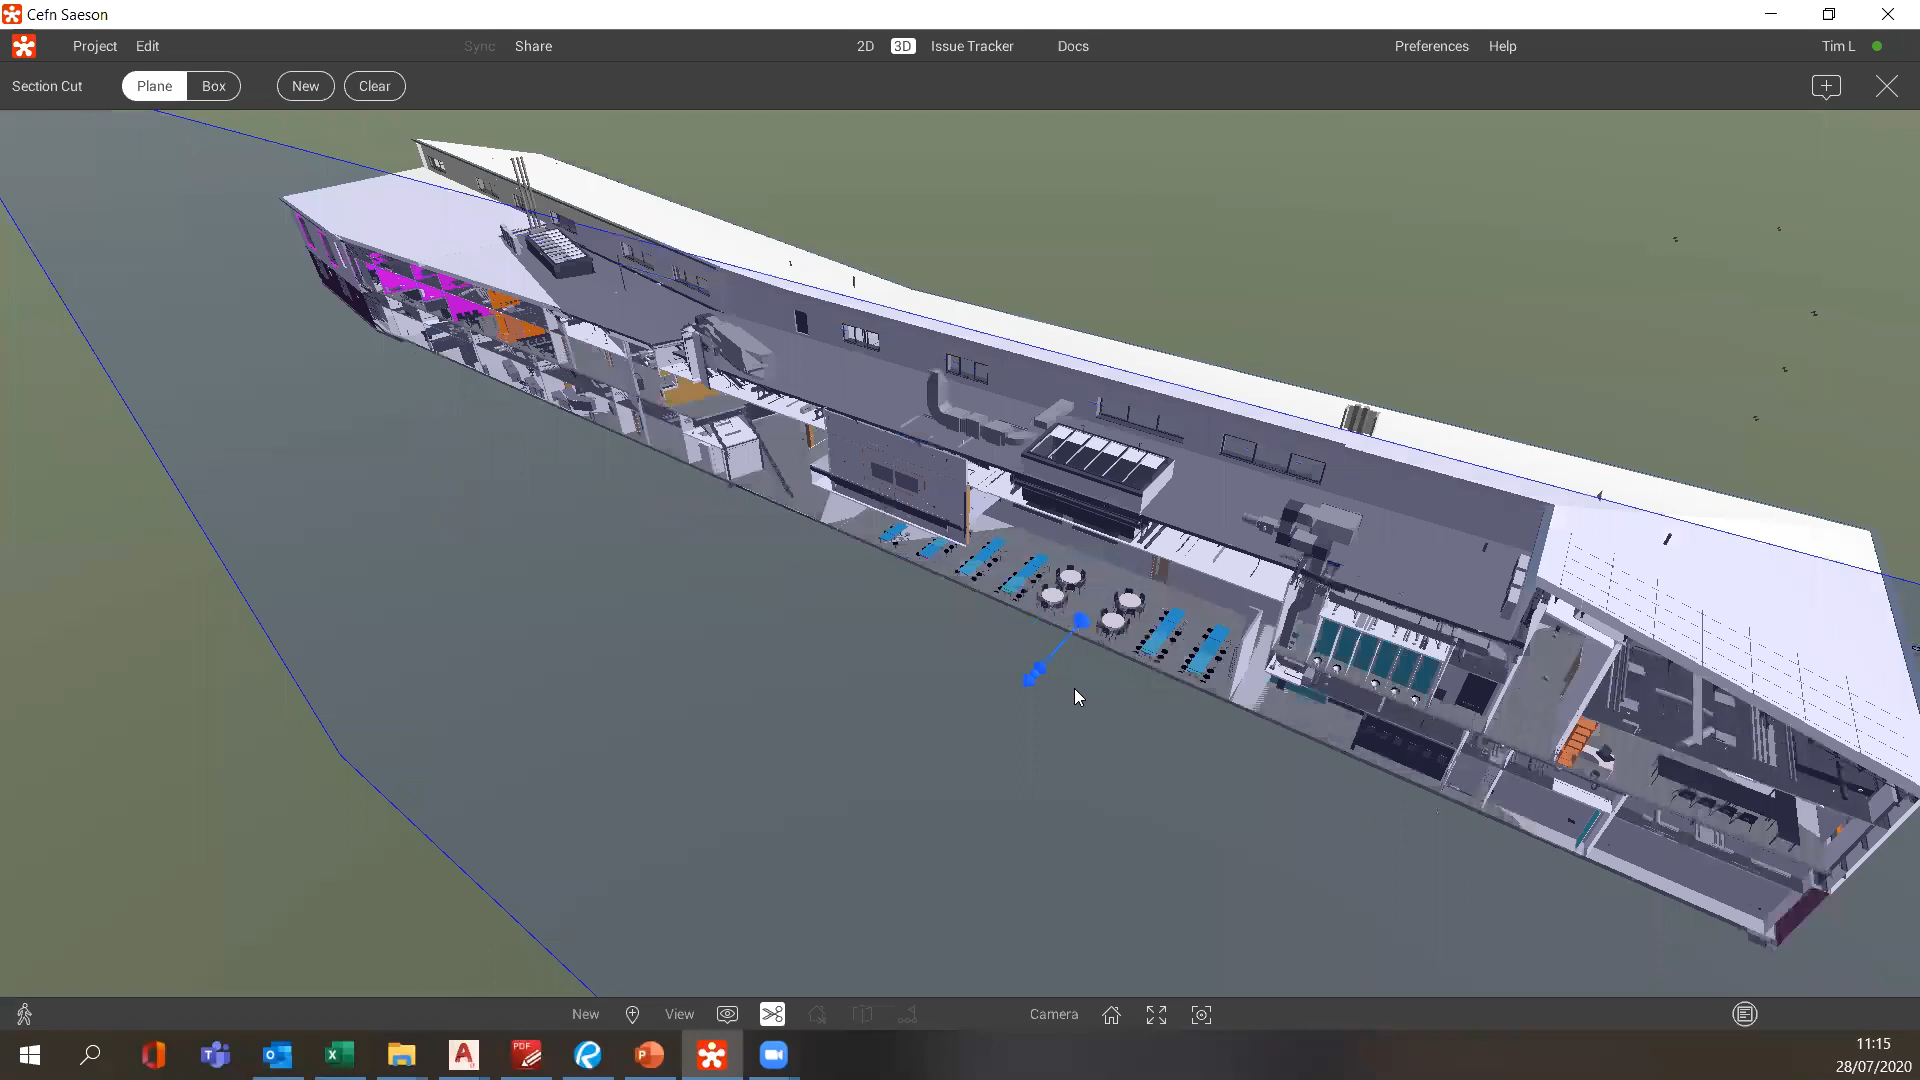 Cefn Saeson
Project Edit Sync Share 2D 3D Issue Tracker Docs Preferences Help Tim L
Section Cut Plane Box New Clear
New View Camera
PDF
11:15
28/07/2020